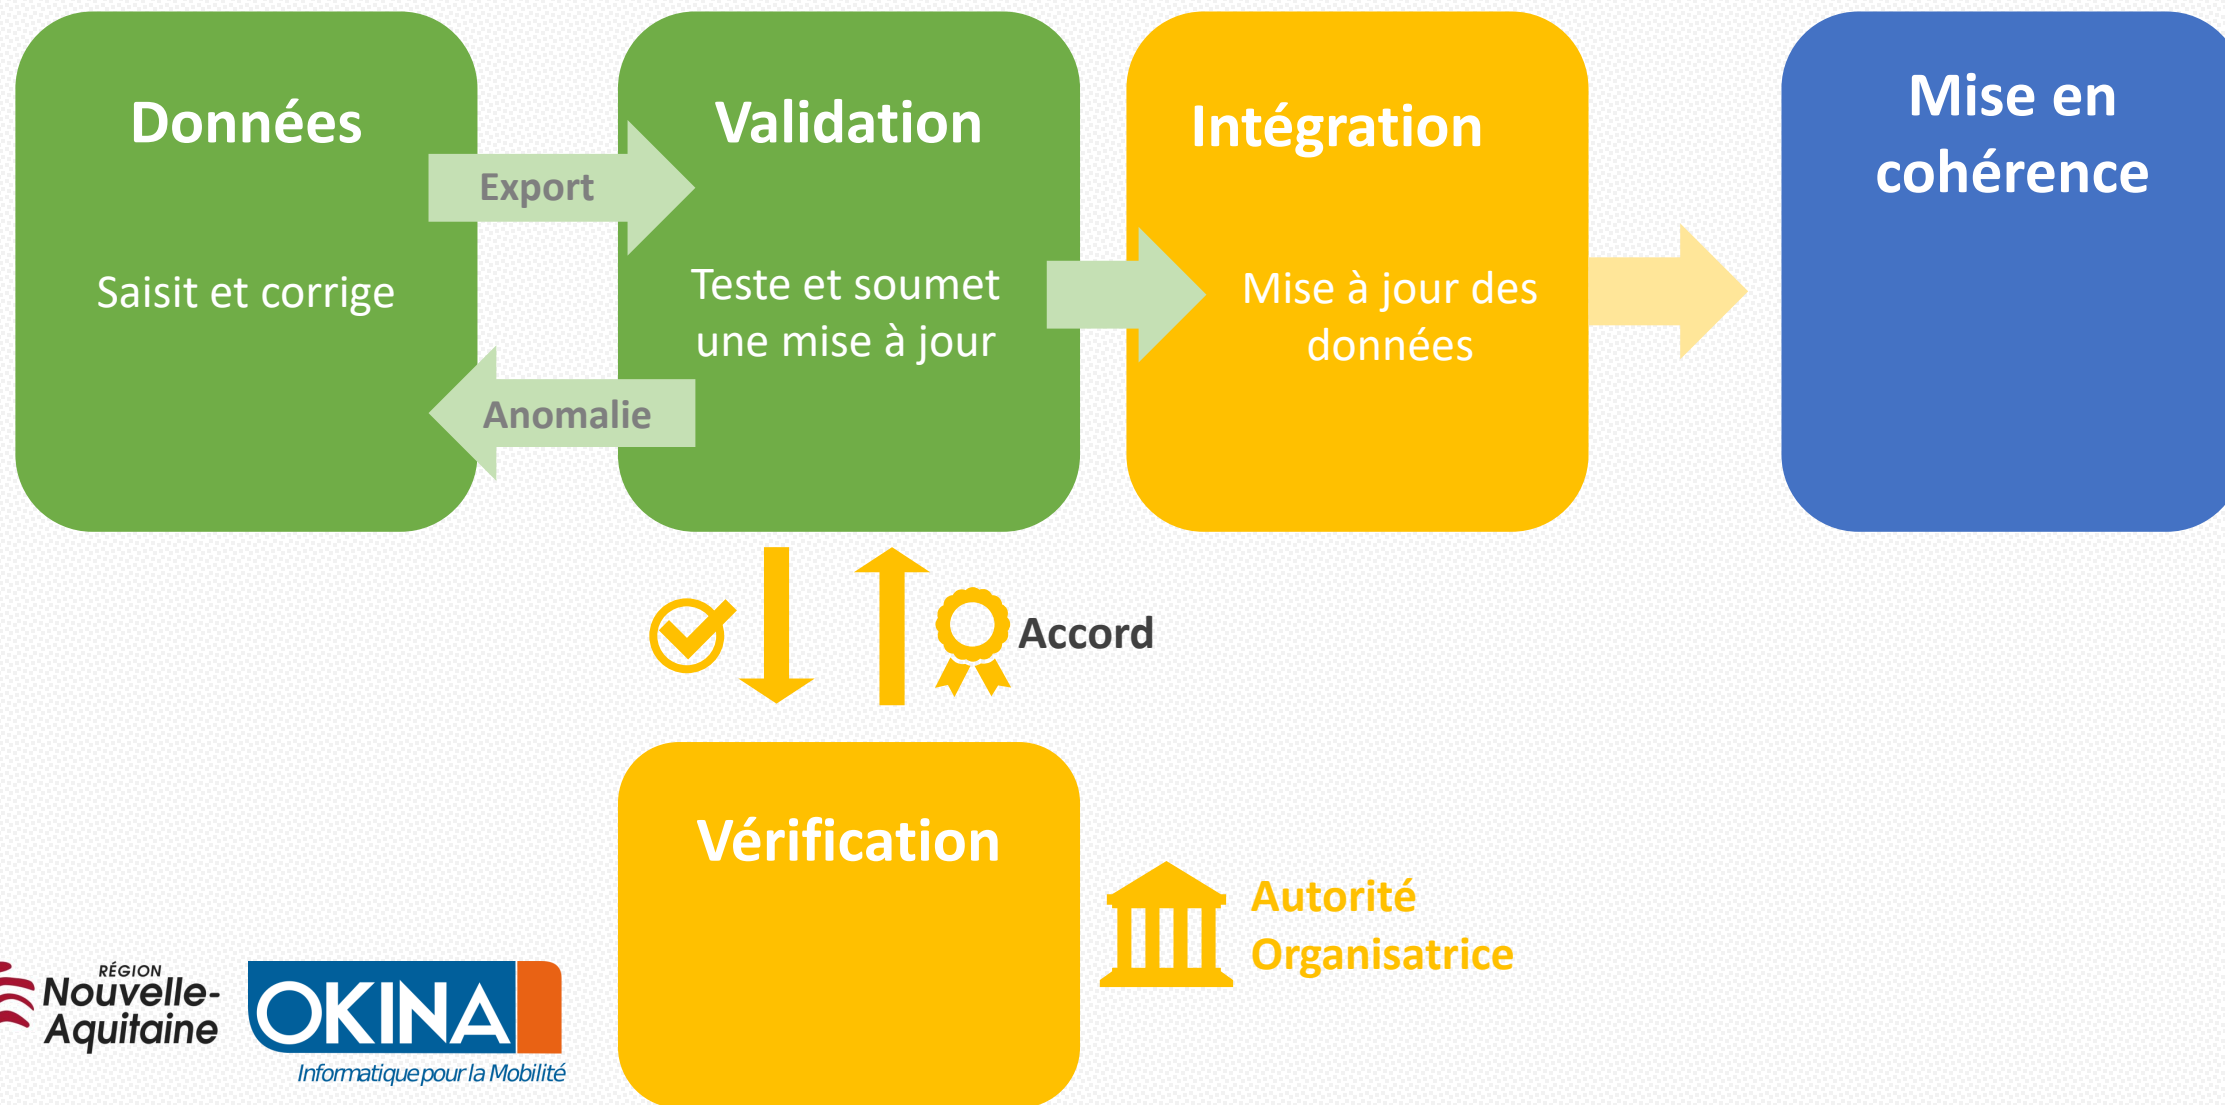 Données
Export
Saisit et corrige
Anomalie
Validation
Teste et soumet
une mise à jour
Intégration
Mise à jour des
données
Mise en
cohérence
Accord
Vérification
Autorité
Organisatrice
RÉGION
Nouvelle-
Aquitaine
OKINA
Informatique pour la Mobilité